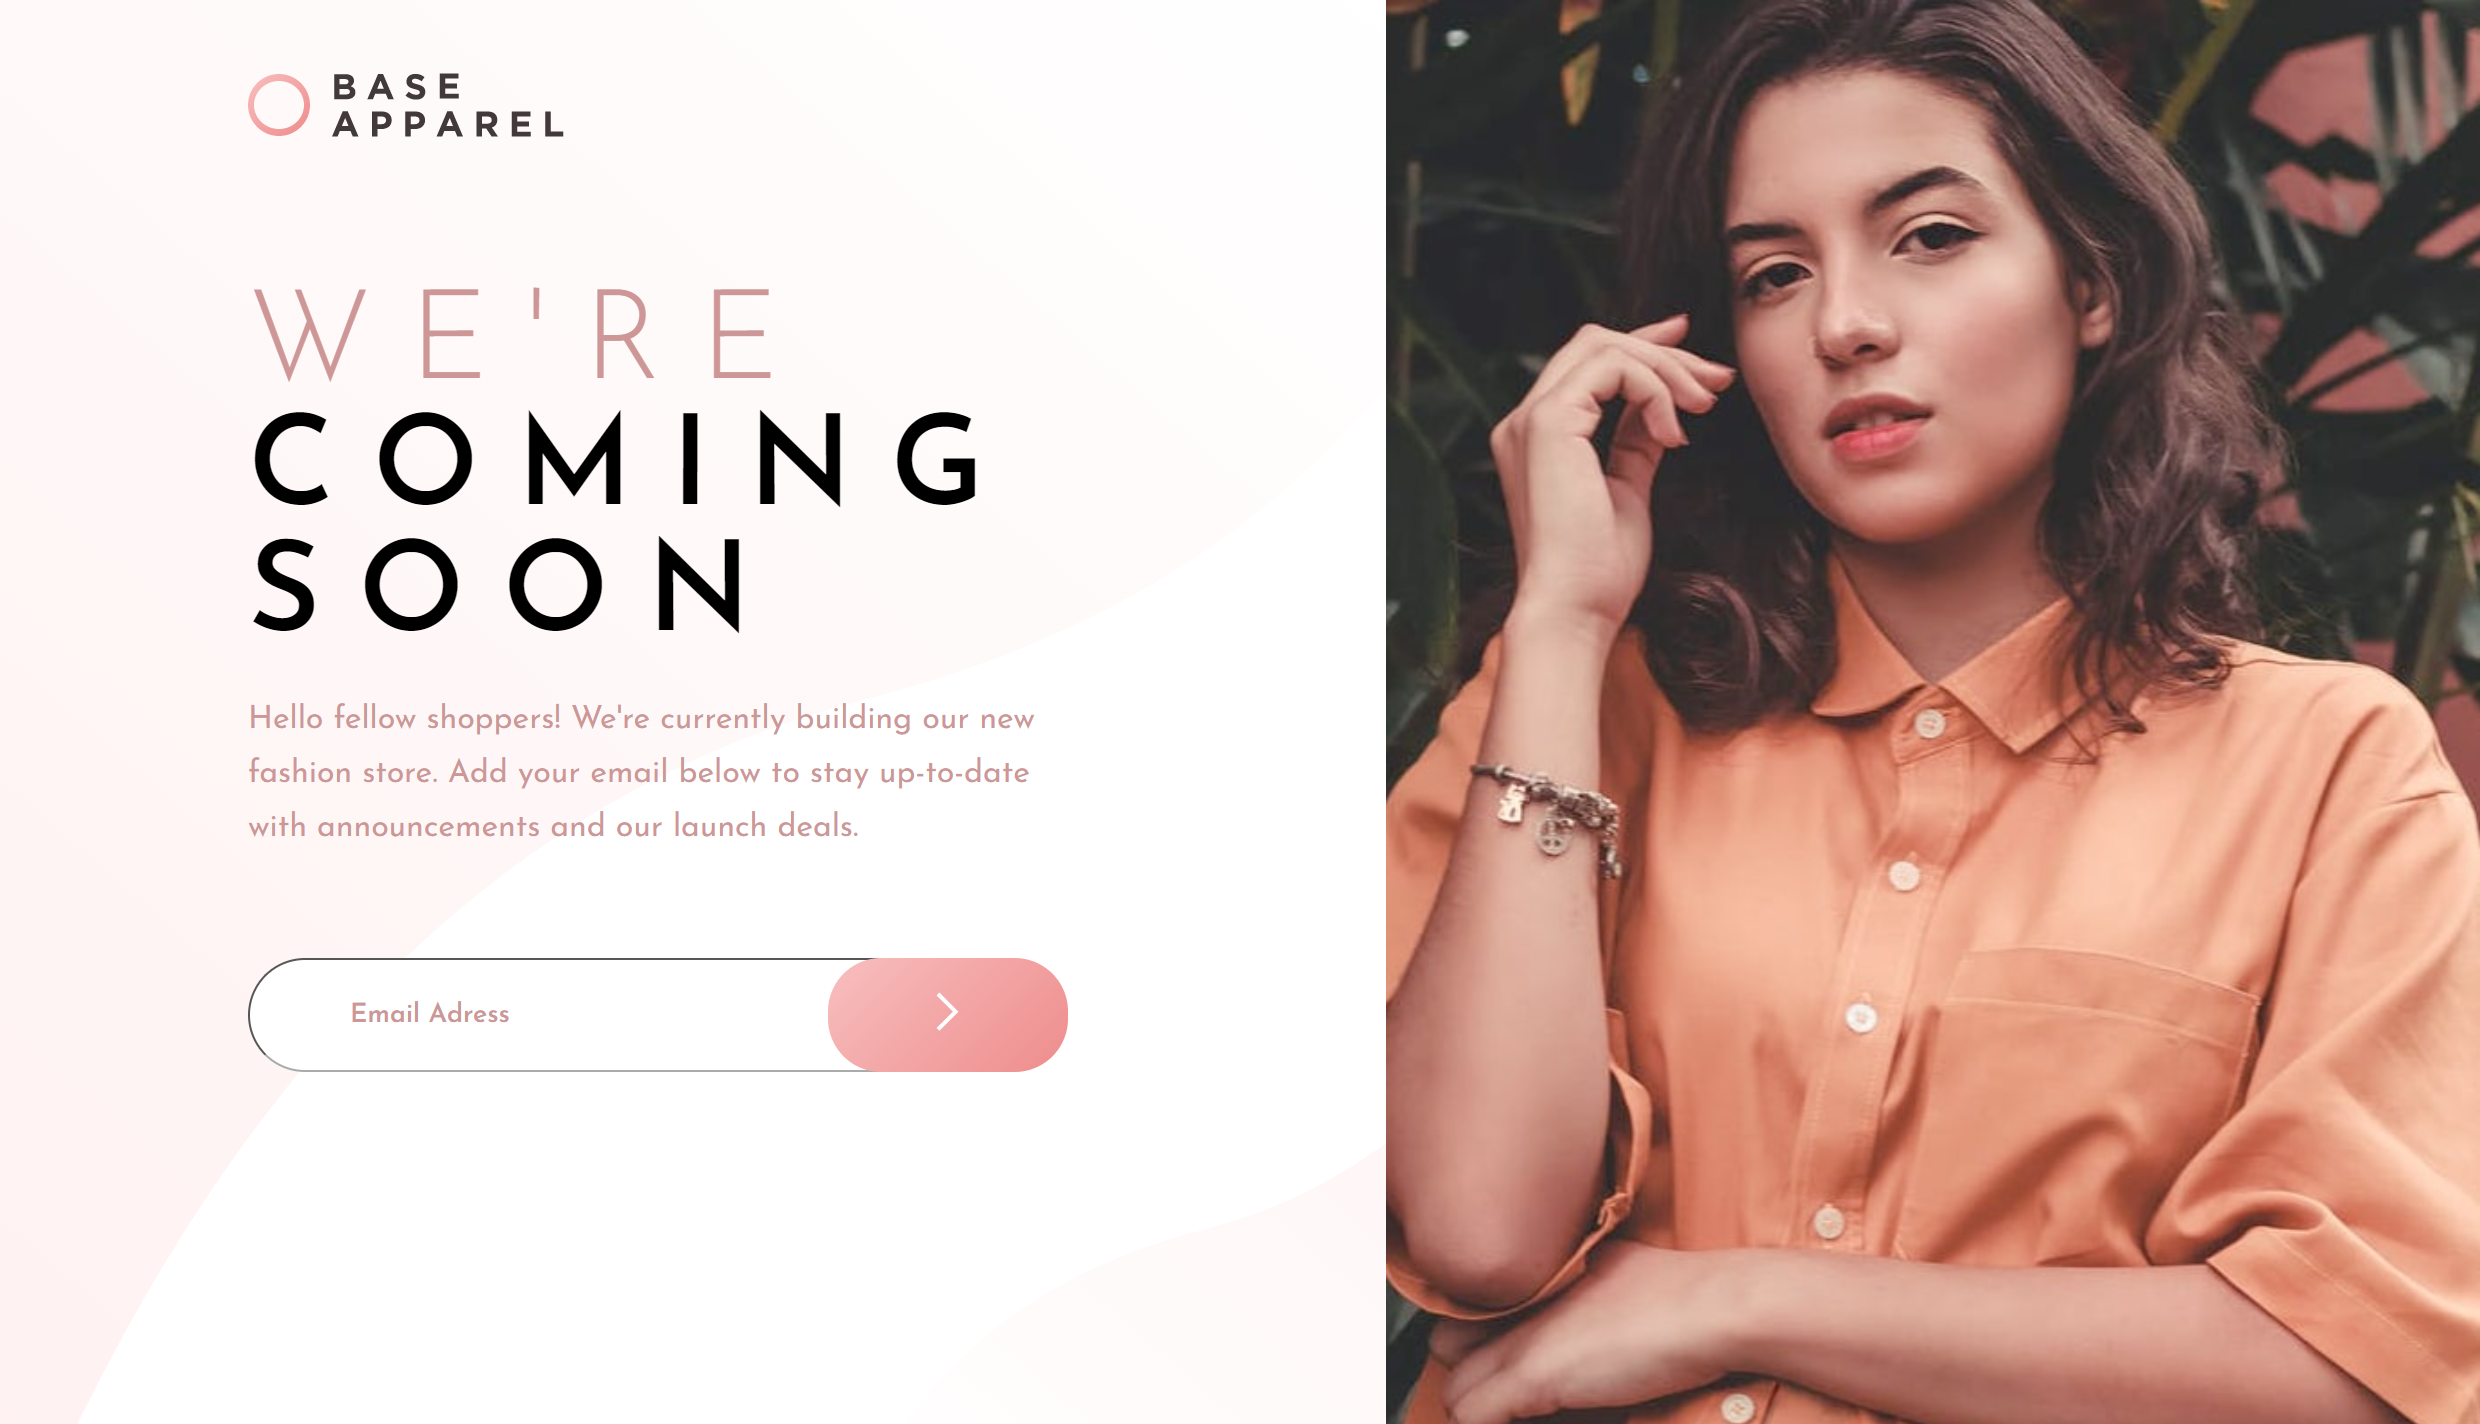 BASE
APPAREL
WE'RE
COMING
SOON
Hello fellow shoppers! We're currently building our new
fashion store. Add your email below to stay up-to-date
with announcements and our launch deals.
Email Adress